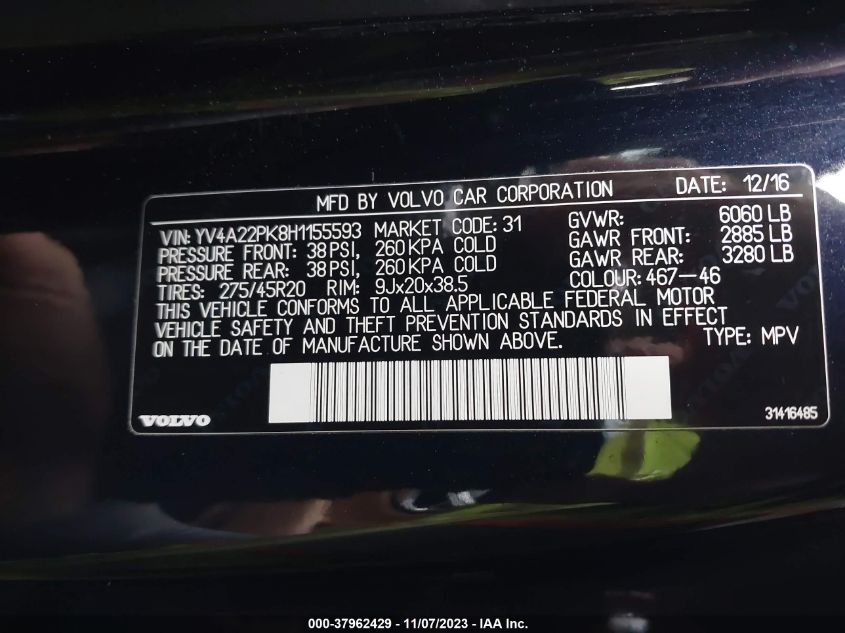 MFD BY VOLVO CAR CORPORATION DATE: 12/16
VIN: YV4A22PK8H1155593 MARKET CODE: 31 GVWR: 6060 LB
PRESSURE FRONT: 38 PSI, 260 KPA COLD GAWR FRONT: 2885 LB
PRESSURE REAR: 38 PSI, 260 KPA COLD GAWR REAR: 3280 LB
TIRES: 275/45R20 RIM: 9Jx20x38.5 COLOUR: 467-46
THIS VEHICLE CONFORMS TO ALL APPLICABLE FEDERAL MOTOR
VEHICLE SAFETY AND THEFT PREVENTION STANDARDS IN EFFECT
ON THE DATE OF MANUFACTURE SHOWN ABOVE. TYPE: MPV
VOLVO 31416485
000-37962429 - 11/07/2023 - IAA Inc.